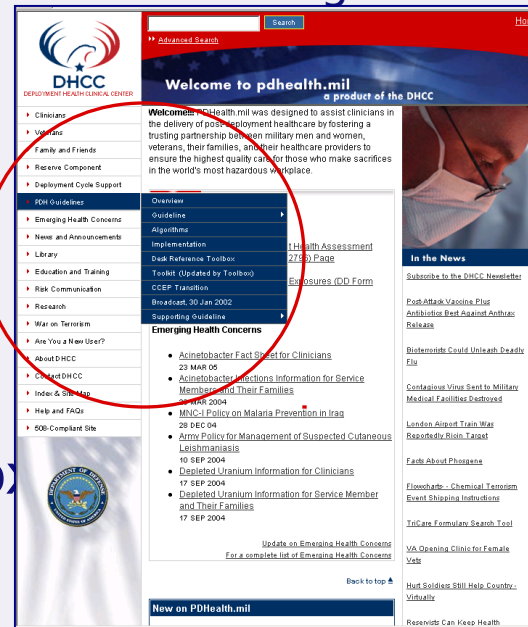 Search
Advanced Search
DHCC
DEPLOYMENT HEALTH CLINICAL CENTER
Welcome to pdhealth.mil
a product of the DHCC
Clinicians
Veterans
Family and Friends
Reserve Component
Deployment Cycle Support
PDH Guidelines
Emerging Health Concerns
News and Announcements
Library
Education and Training
Risk Communication
Research
War on Terrorism
Are You a New User?
About DHCC
Contact DHCC
Index & Site Map
Help and FAQs
508-Compliant Site
Welcome!!! PDHealth.mil was designed to assist clinicians in
the delivery of post-deployment healthcare by fostering a
trusting partnership between military men and women,
veterans, their families, and their healthcare providers to
ensure the highest quality care for those who make sacrifices
in the world's most hazardous workplace.
Overview
Guideline
Algorithms
Implementation
Desk Reference Toolbox
Toolkit (Updated by Toolbox)
CCEP Transition
Broadcast, 30 Jan 2002
Supporting Guideline
Health Assessment
2796) Page
Exposures (DD Form
Emerging Health Concerns
Acinetobacter Fact Sheet for Clinicians
23 MAR 05
Acinetobacter Infections Information for Service
Members and Their Families
MAR 2004
MNC-I Policy on Malaria Prevention in Iraq
28 DEC 04
Army Policy for Management of Suspected Cutaneous
Leishmaniasis
10 SEP 2004
Depleted Uranium Information for Clinicians
17 SEP 2004
Depleted Uranium Information for Service Member
and Their Families
17 SEP 2004
Update on Emerging Health Concerns
For a complete list of Emerging Health Concerns
Back to top
New on PDHealth.mil
In the News
Subscribe to the DHCC Newsletter
Post-Attack Vaccine Plus
Antibiotics Best Against Anthrax
Release
Bioterrorists Could Unleash Deadly
Flu
Contagious Virus Sent to Military
Medical Facilities Destroyed
London Airport Train Was
Reportedly Ricin Target
Facts About Phosgene
Flowcharts - Chemical Terrorism
Event Shipping Instructions
TriCare Formulary Search Tool
VA Opening Clinic for Female
Vets
Hurt Soldiers Still Help Country -
Virtually
Reservists Can Keep Health